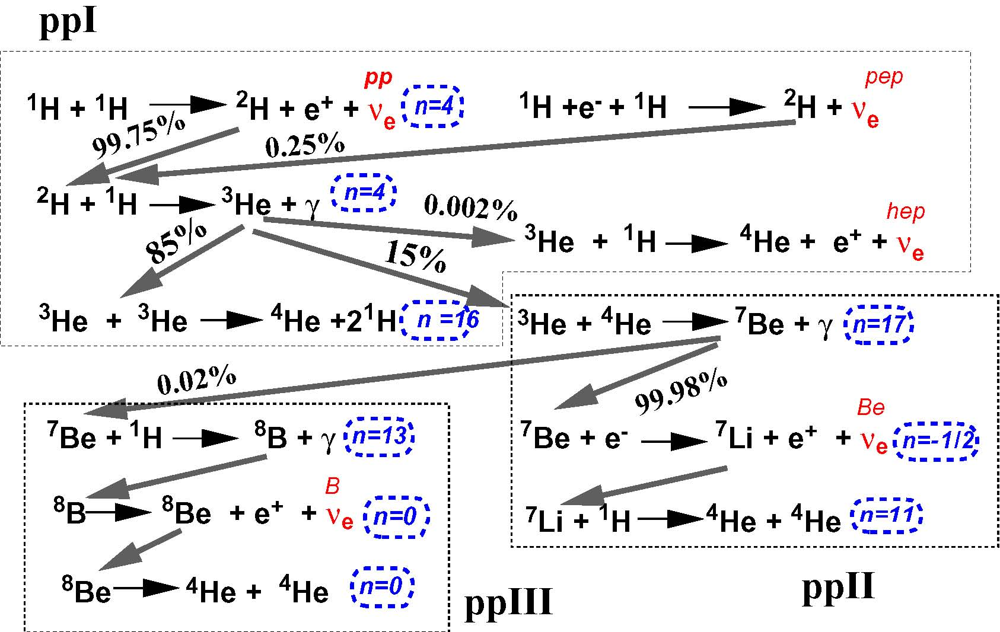 ppI
pp
pep
¹H + ¹H → ²H + e⁺ + νₑ n=4
¹H +e⁻ + ¹H → ²H + νₑ
99.75%
0.25%
²H + ¹H → ³He + γ n=4
0.002%
hep
85%
15%
³He + ¹H → ⁴He + e⁺ + νₑ
³He + ³He → ⁴He +2¹H n =16
³He + ⁴He → ⁷Be + γ n=17
0.02%
99.98%
⁷Be + ¹H → ⁸B + γ n=13
Be
⁷Be + e⁻ → ⁷Li + e⁺ + νₑ n=-1/2
B
⁸B → ⁸Be + e⁺ + νₑ n=0
⁷Li + ¹H → ⁴He + ⁴He n=11
⁸Be → ⁴He + ⁴He n=0
ppIII
ppII